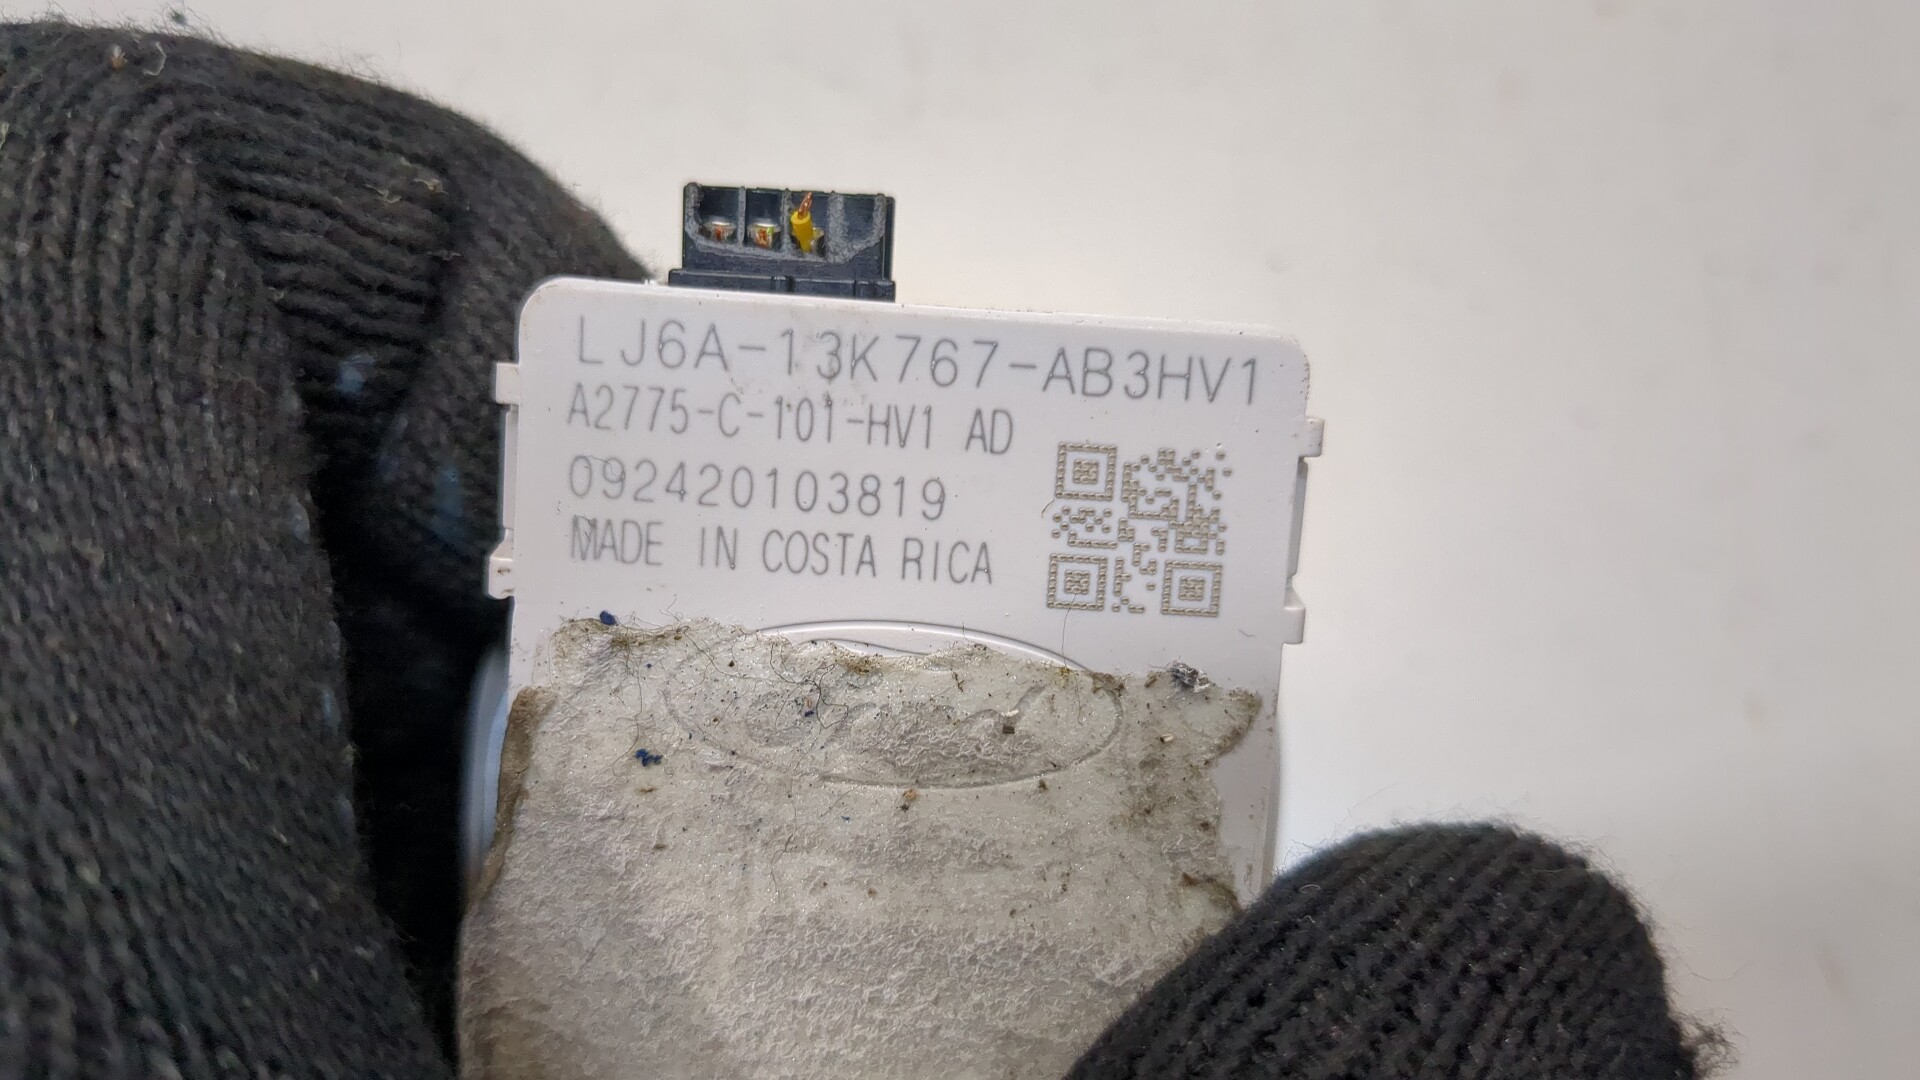 LJ6A-13K767-AB3HV1
A2775-C-101-HV1 AD
092420103819
MADE IN COSTA RICA